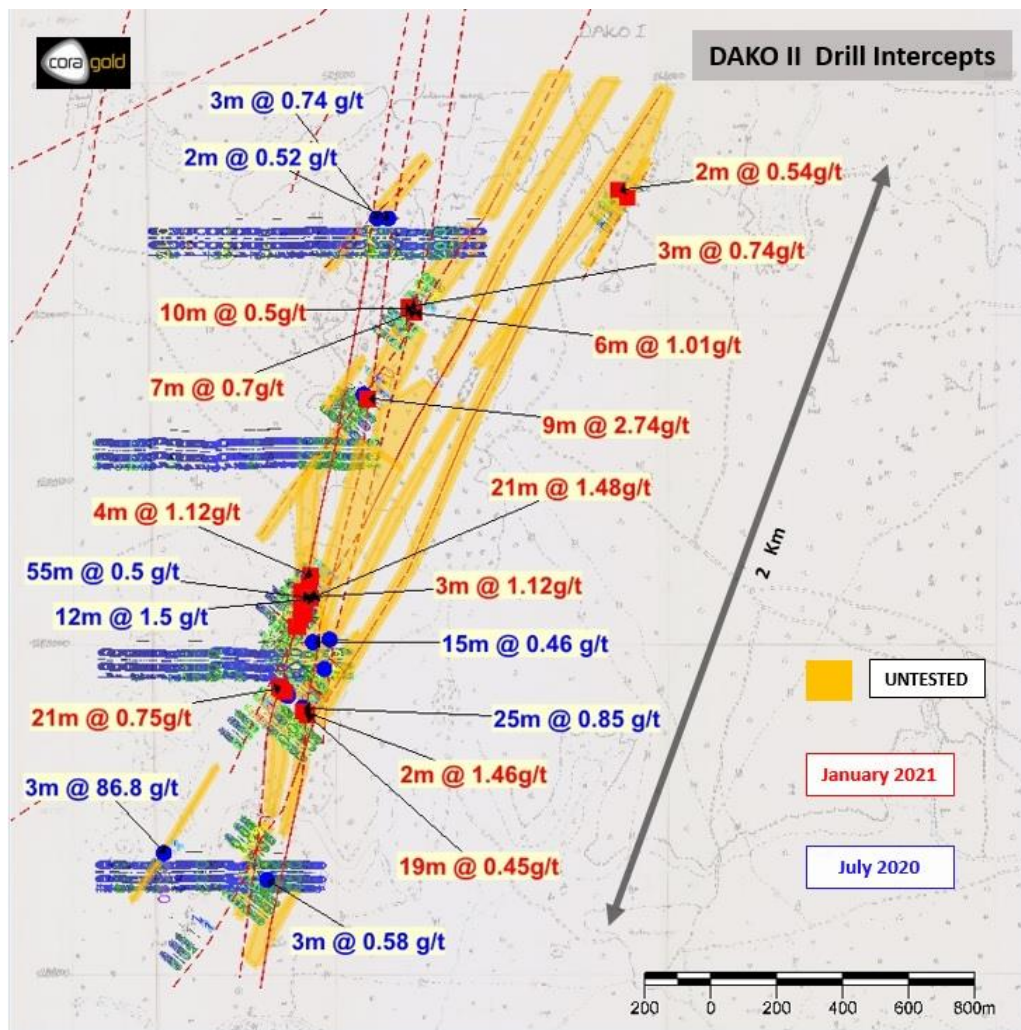 cora gold
DAKO I
DAKO II Drill Intercepts
3m @ 0.74 g/t
2m @ 0.52 g/t
2m @ 0.54g/t
3m @ 0.74g/t
10m @ 0.5g/t
6m @ 1.01g/t
7m @ 0.7g/t
9m @ 2.74g/t
21m @ 1.48g/t
4m @ 1.12g/t
55m @ 0.5 g/t
3m @ 1.12g/t
12m @ 1.5 g/t
15m @ 0.46 g/t
2 Km
UNTESTED
21m @ 0.75g/t
25m @ 0.85 g/t
2m @ 1.46g/t
January 2021
3m @ 86.8 g/t
19m @ 0.45g/t
July 2020
3m @ 0.58 g/t
200 0 200 400 600 800m